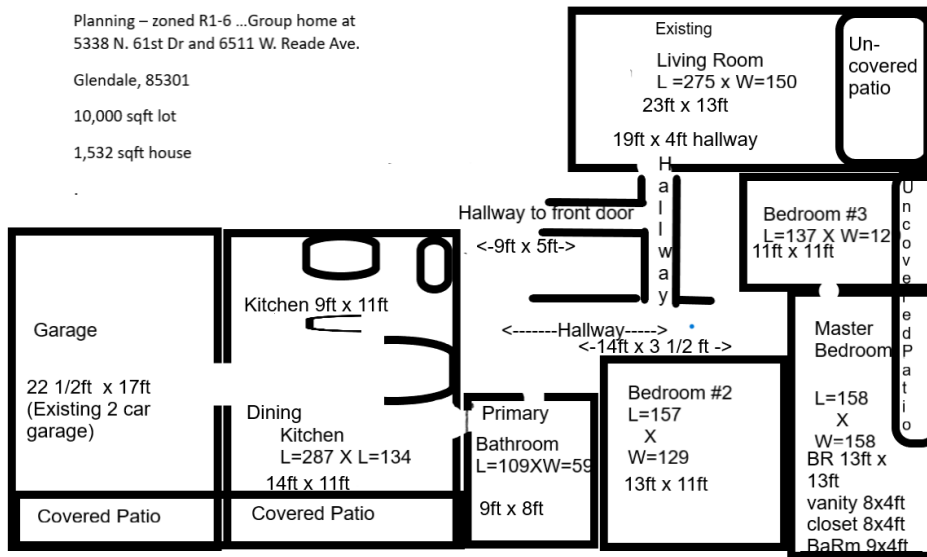 Planning – zoned R1-6 ...Group home at
5338 N. 61st Dr and 6511 W. Reade Ave.
Glendale, 85301
10,000 sqft lot
1,532 sqft house
.
Existing
Living Room
L =275 x W=150
23ft x 13ft
19ft x 4ft hallway
Un-
covered
patio
Hallway
Hallway to front door
<-9ft x 5ft->
Bedroom #3
L=137 X W=129
11ft x 11ft
Uncovered Patio
Garage
22 1/2ft x 17ft
(Existing 2 car
garage)
Kitchen 9ft x 11ft
<-------Hallway----->
<-14ft x 3 1/2 ft ->
Dining
Kitchen
L=287 X L=134
14ft x 11ft
Primary
Bathroom
L=109XW=59
9ft x 8ft
Bedroom #2
L=157
X
W=129
13ft x 11ft
Master
Bedroom
L=158
X
W=158
BR 13ft x
13ft
vanity 8x4ft
closet 8x4ft
BaRm 9x4ft
Covered Patio
Covered Patio